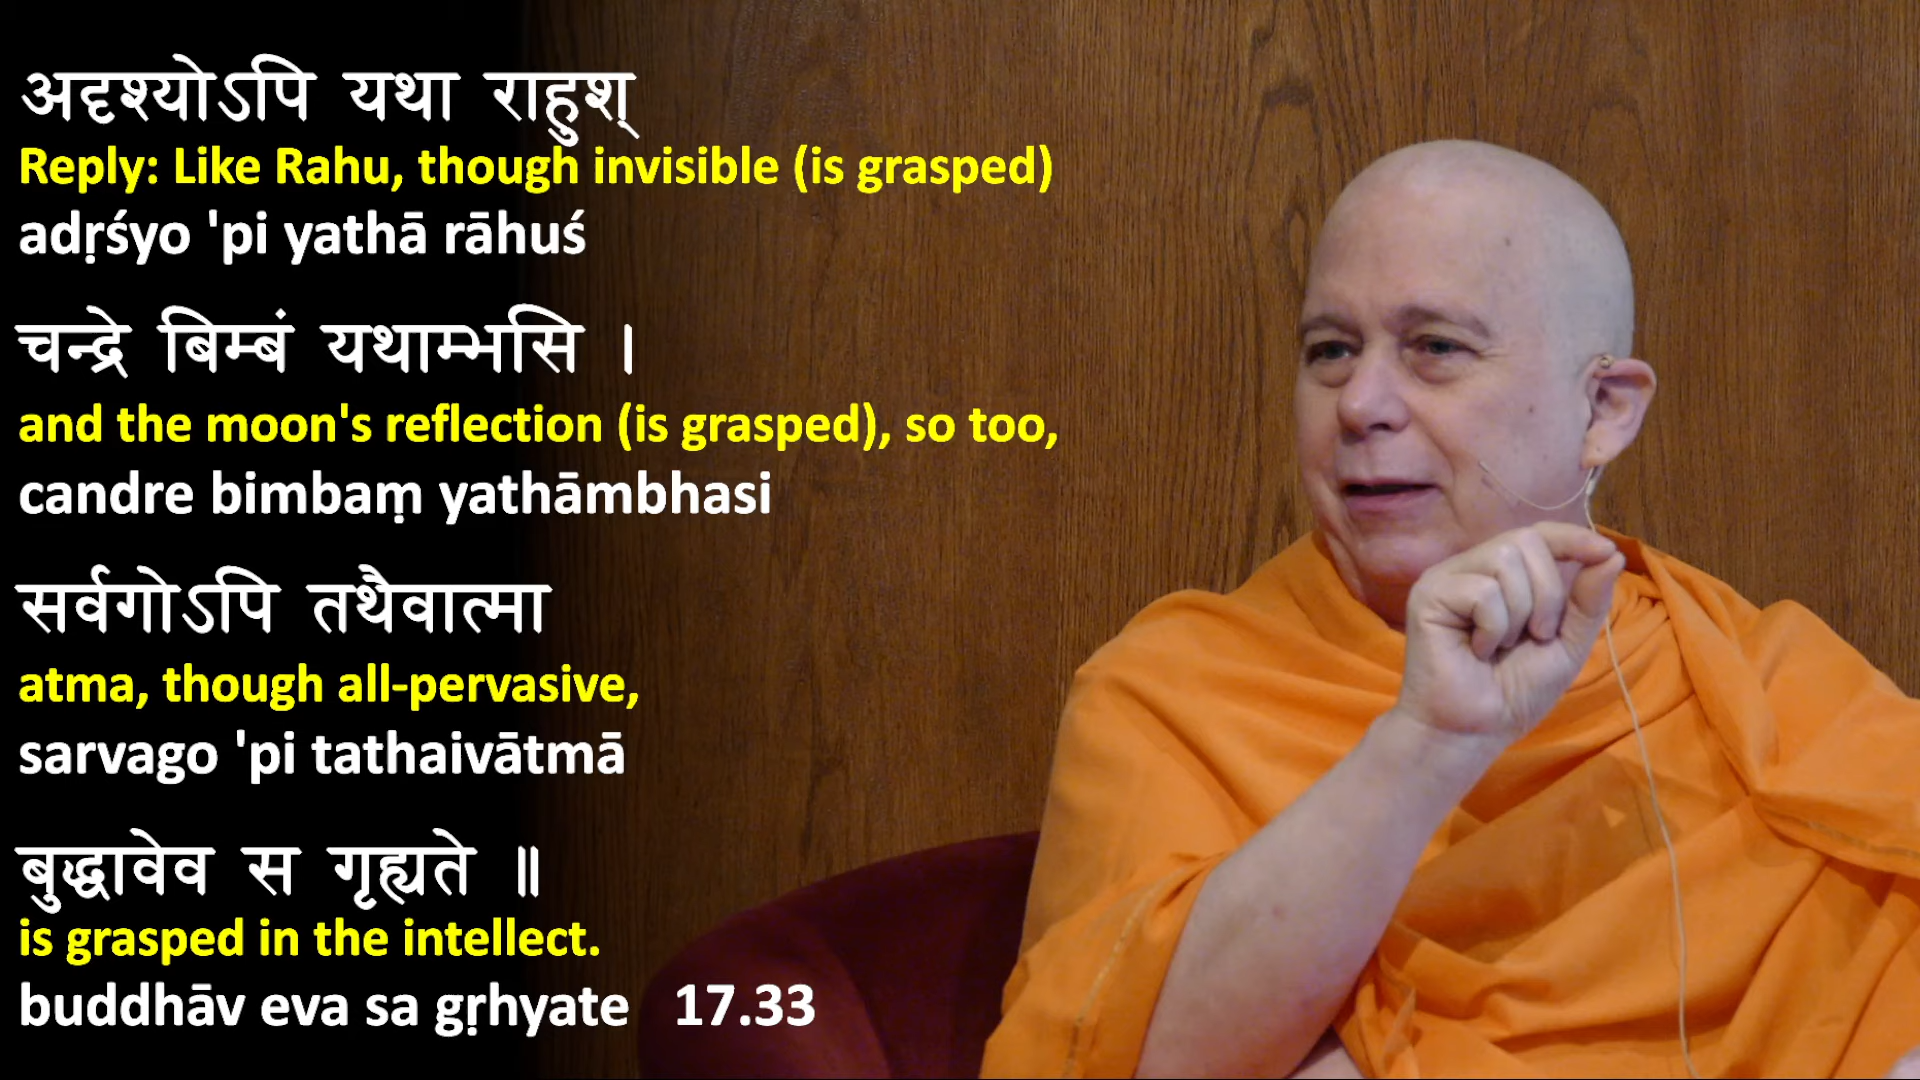 अदृश्योऽपि यथा राहुश्
Reply: Like Rahu, though invisible (is grasped)
adṛśyo 'pi yathā rāhuś
चन्द्रे बिम्बं यथाम्भसि ।
and the moon's reflection (is grasped), so too,
candre bimbaṃ yathāmbhasi
सर्वगोऽपि तथैवात्मा
atma, though all-pervasive,
sarvago 'pi tathaivātmā
बुद्धावेव स गृह्यते ॥
is grasped in the intellect.
buddhāv eva sa gṛhyate 17.33